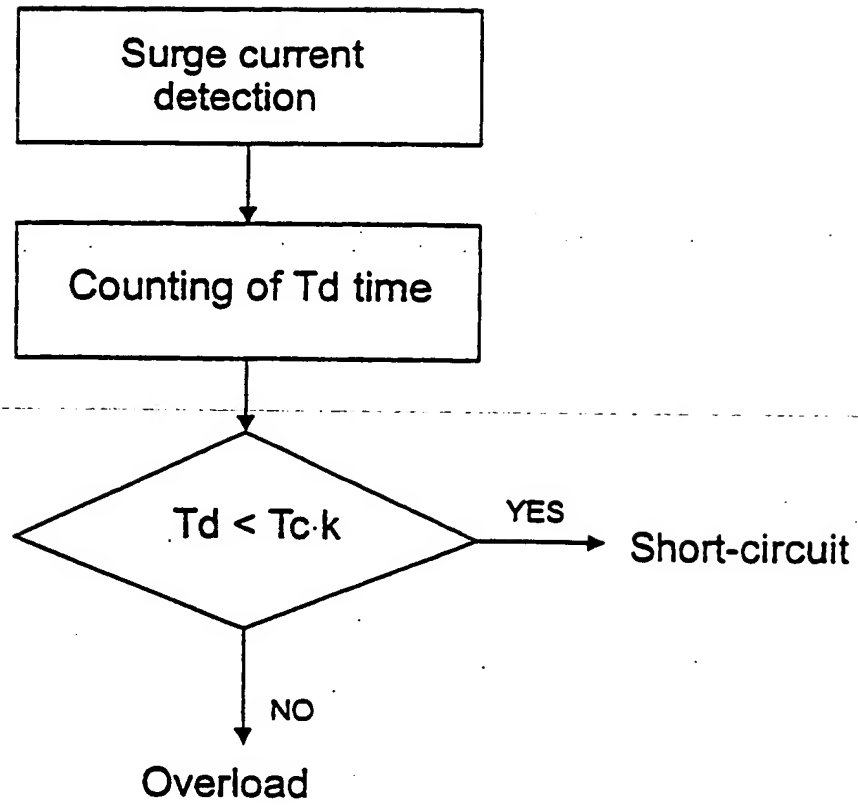 Surge current
detection
Counting of Td time
Td < Tc·k
YES
Short-circuit
NO
Overload